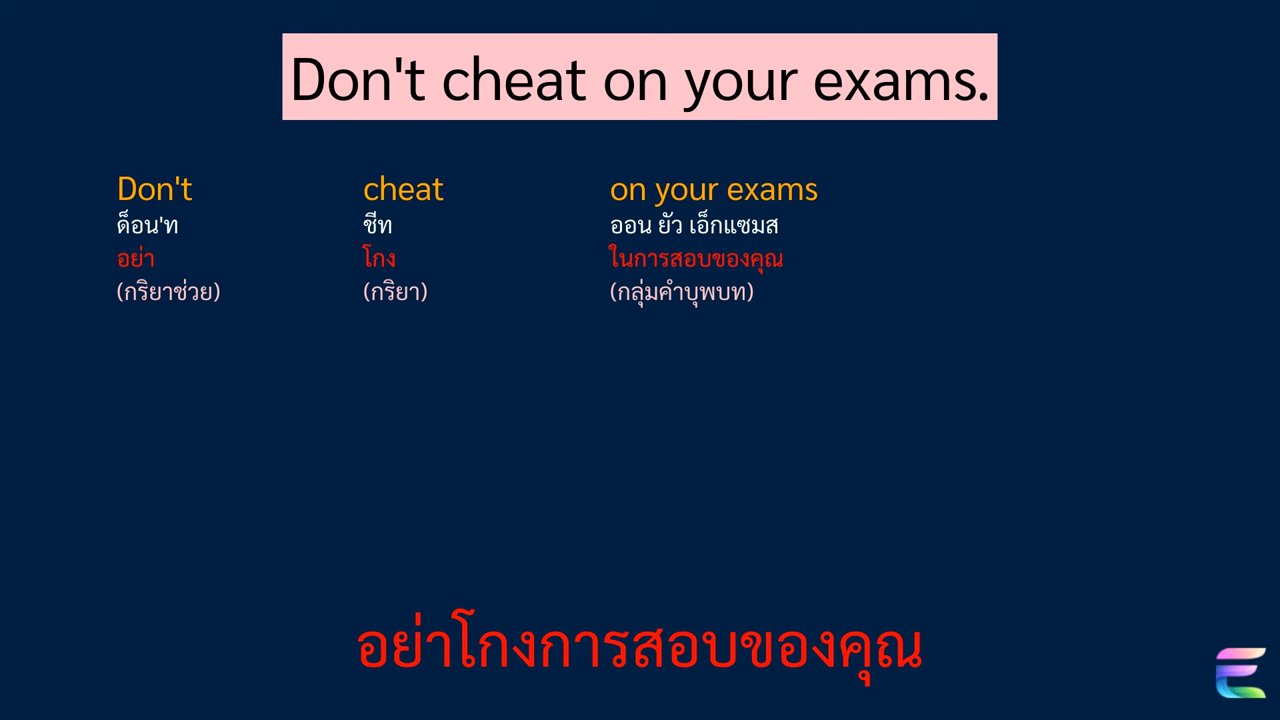 Don't cheat on your exams.
Don't cheat on your exams
ด็อน'ท ชีท ออน ยัว เอ็กแซมส
อย่า โกง ในการสอบของคุณ
(กริยาช่วย) (กริยา) (กลุ่มคำบุพบท)
อย่าโกงการสอบของคุณ